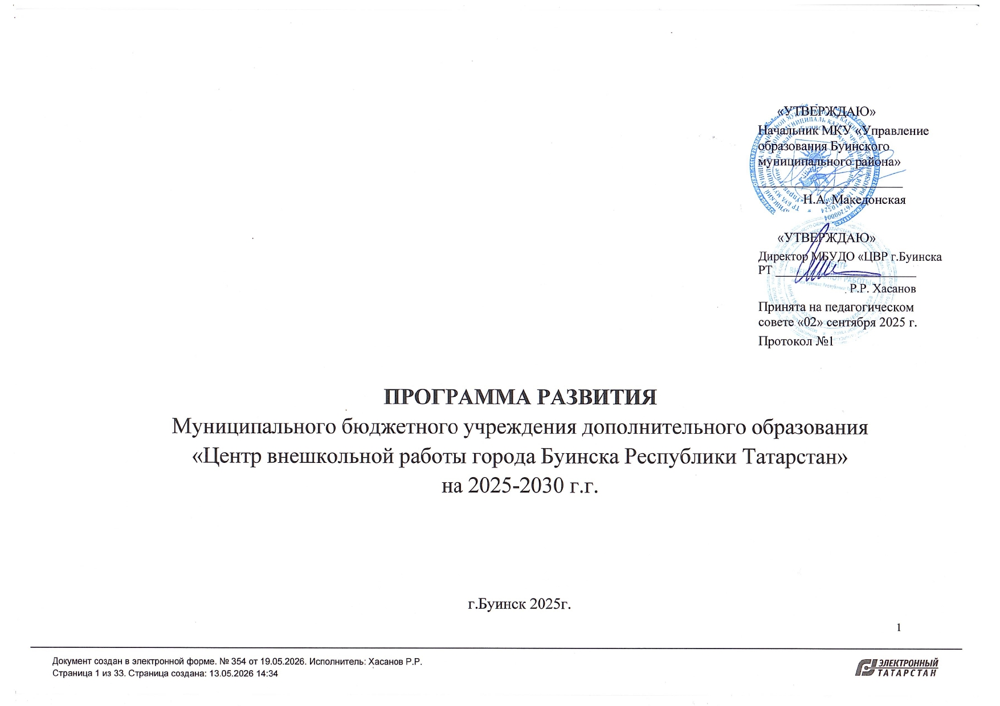 «УТВЕРЖДАЮ»
Начальник МКУ «Управление
образования Буинского
муниципального района»
Н.А. Македонская
«УТВЕРЖДАЮ»
Директор МБУДО «ЦВР г.Буинска
РТ
Р.Р. Хасанов
Принята на педагогическом
совете «02» сентября 2025 г.
Протокол №1
ПРОГРАММА РАЗВИТИЯ
Муниципального бюджетного учреждения дополнительного образования
«Центр внешкольной работы города Буинска Республики Татарстан»
на 2025-2030 г.г.
г.Буинск 2025г.
1
Документ создан в электронной форме. № 354 от 19.05.2026. Исполнитель: Хасанов Р.Р.
Страница 1 из 33. Страница создана: 13.05.2026 14:34
ЭЛЕКТРОННЫЙ
ТАТАРСТАН